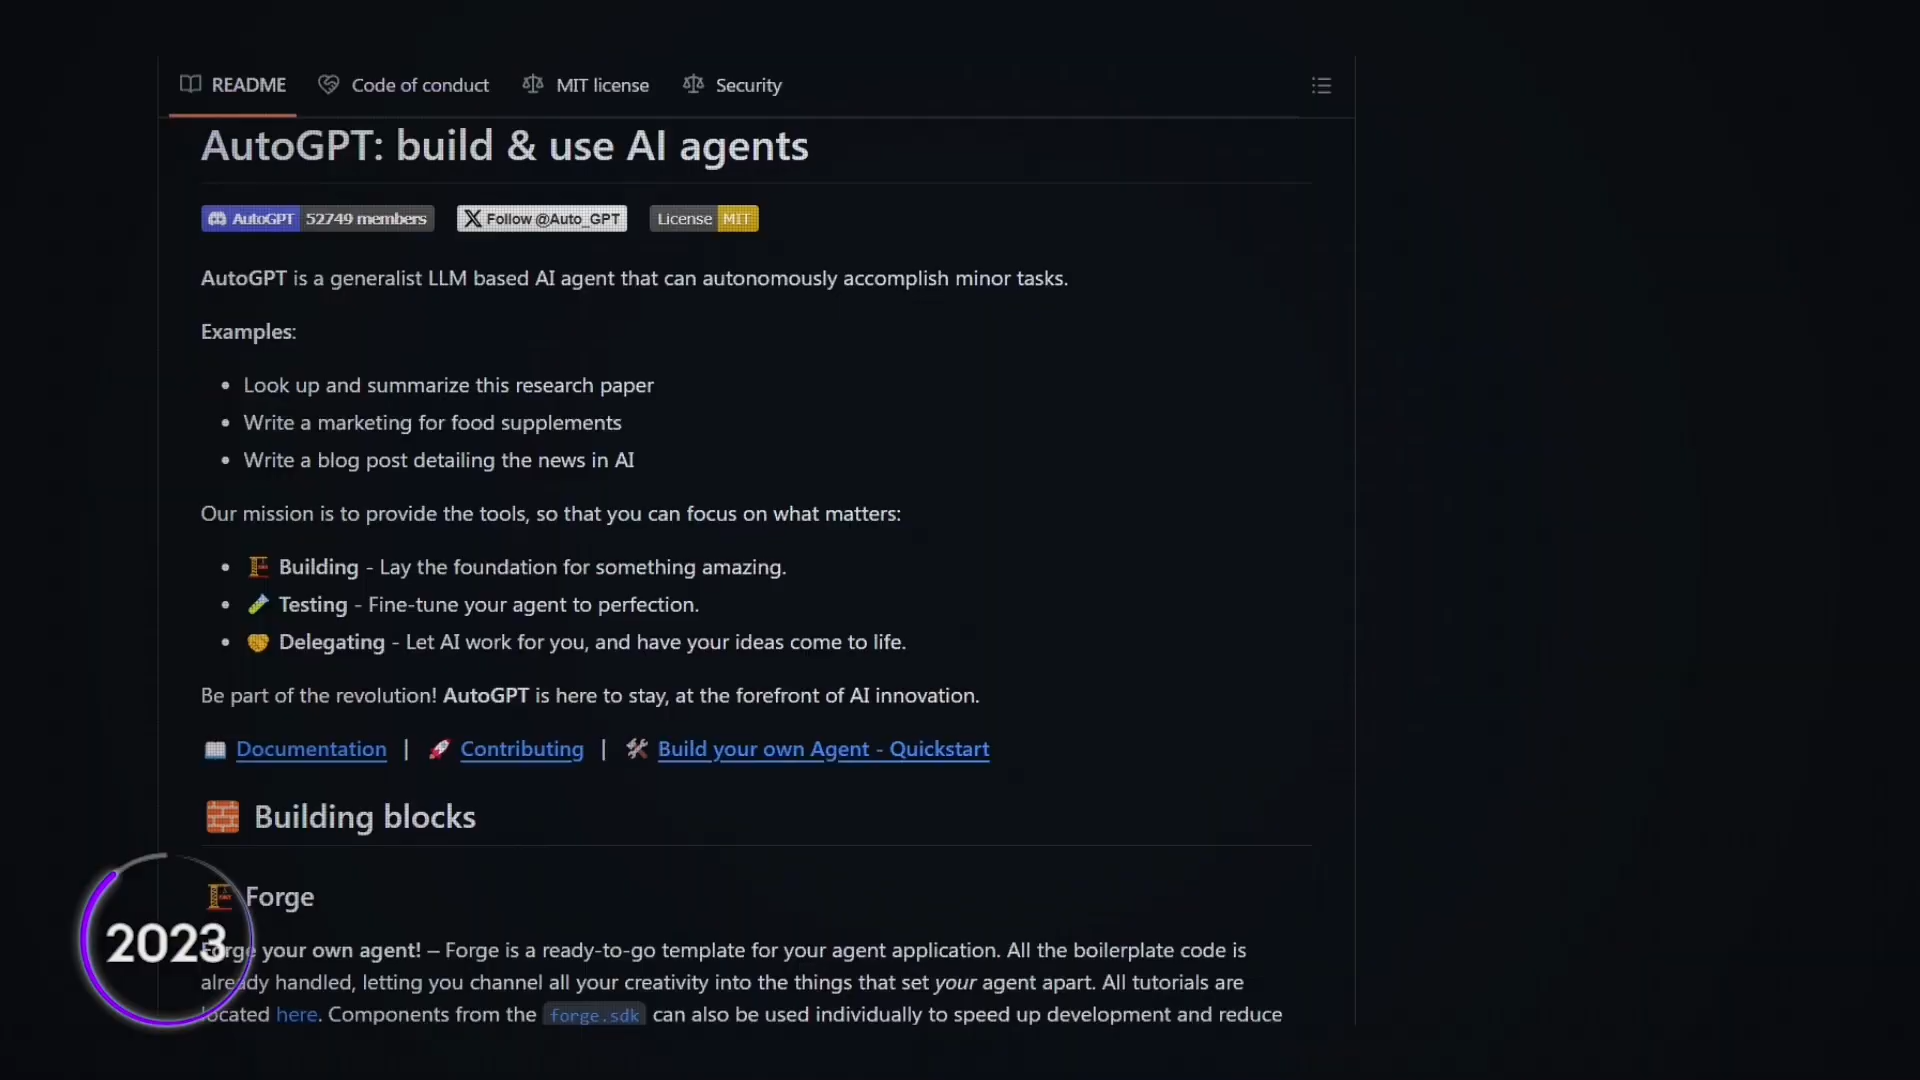 README Code of conduct MIT license Security
AutoGPT: build & use AI agents
AutoGPT 52749 members Follow @Auto_GPT License MIT
AutoGPT is a generalist LLM based AI agent that can autonomously accomplish minor tasks.
Examples:
• Look up and summarize this research paper
• Write a marketing for food supplements
• Write a blog post detailing the news in AI
Our mission is to provide the tools, so that you can focus on what matters:
• Building - Lay the foundation for something amazing.
• Testing - Fine-tune your agent to perfection.
• Delegating - Let AI work for you, and have your ideas come to life.
Be part of the revolution! AutoGPT is here to stay, at the forefront of AI innovation.
Documentation | Contributing | Build your own Agent - Quickstart
Building blocks
Forge
2023
Forge your own agent! – Forge is a ready-to-go template for your agent application. All the boilerplate code is
already handled, letting you channel all your creativity into the things that set your agent apart. All tutorials are
located here. Components from the forge.sdk can also be used individually to speed up development and reduce